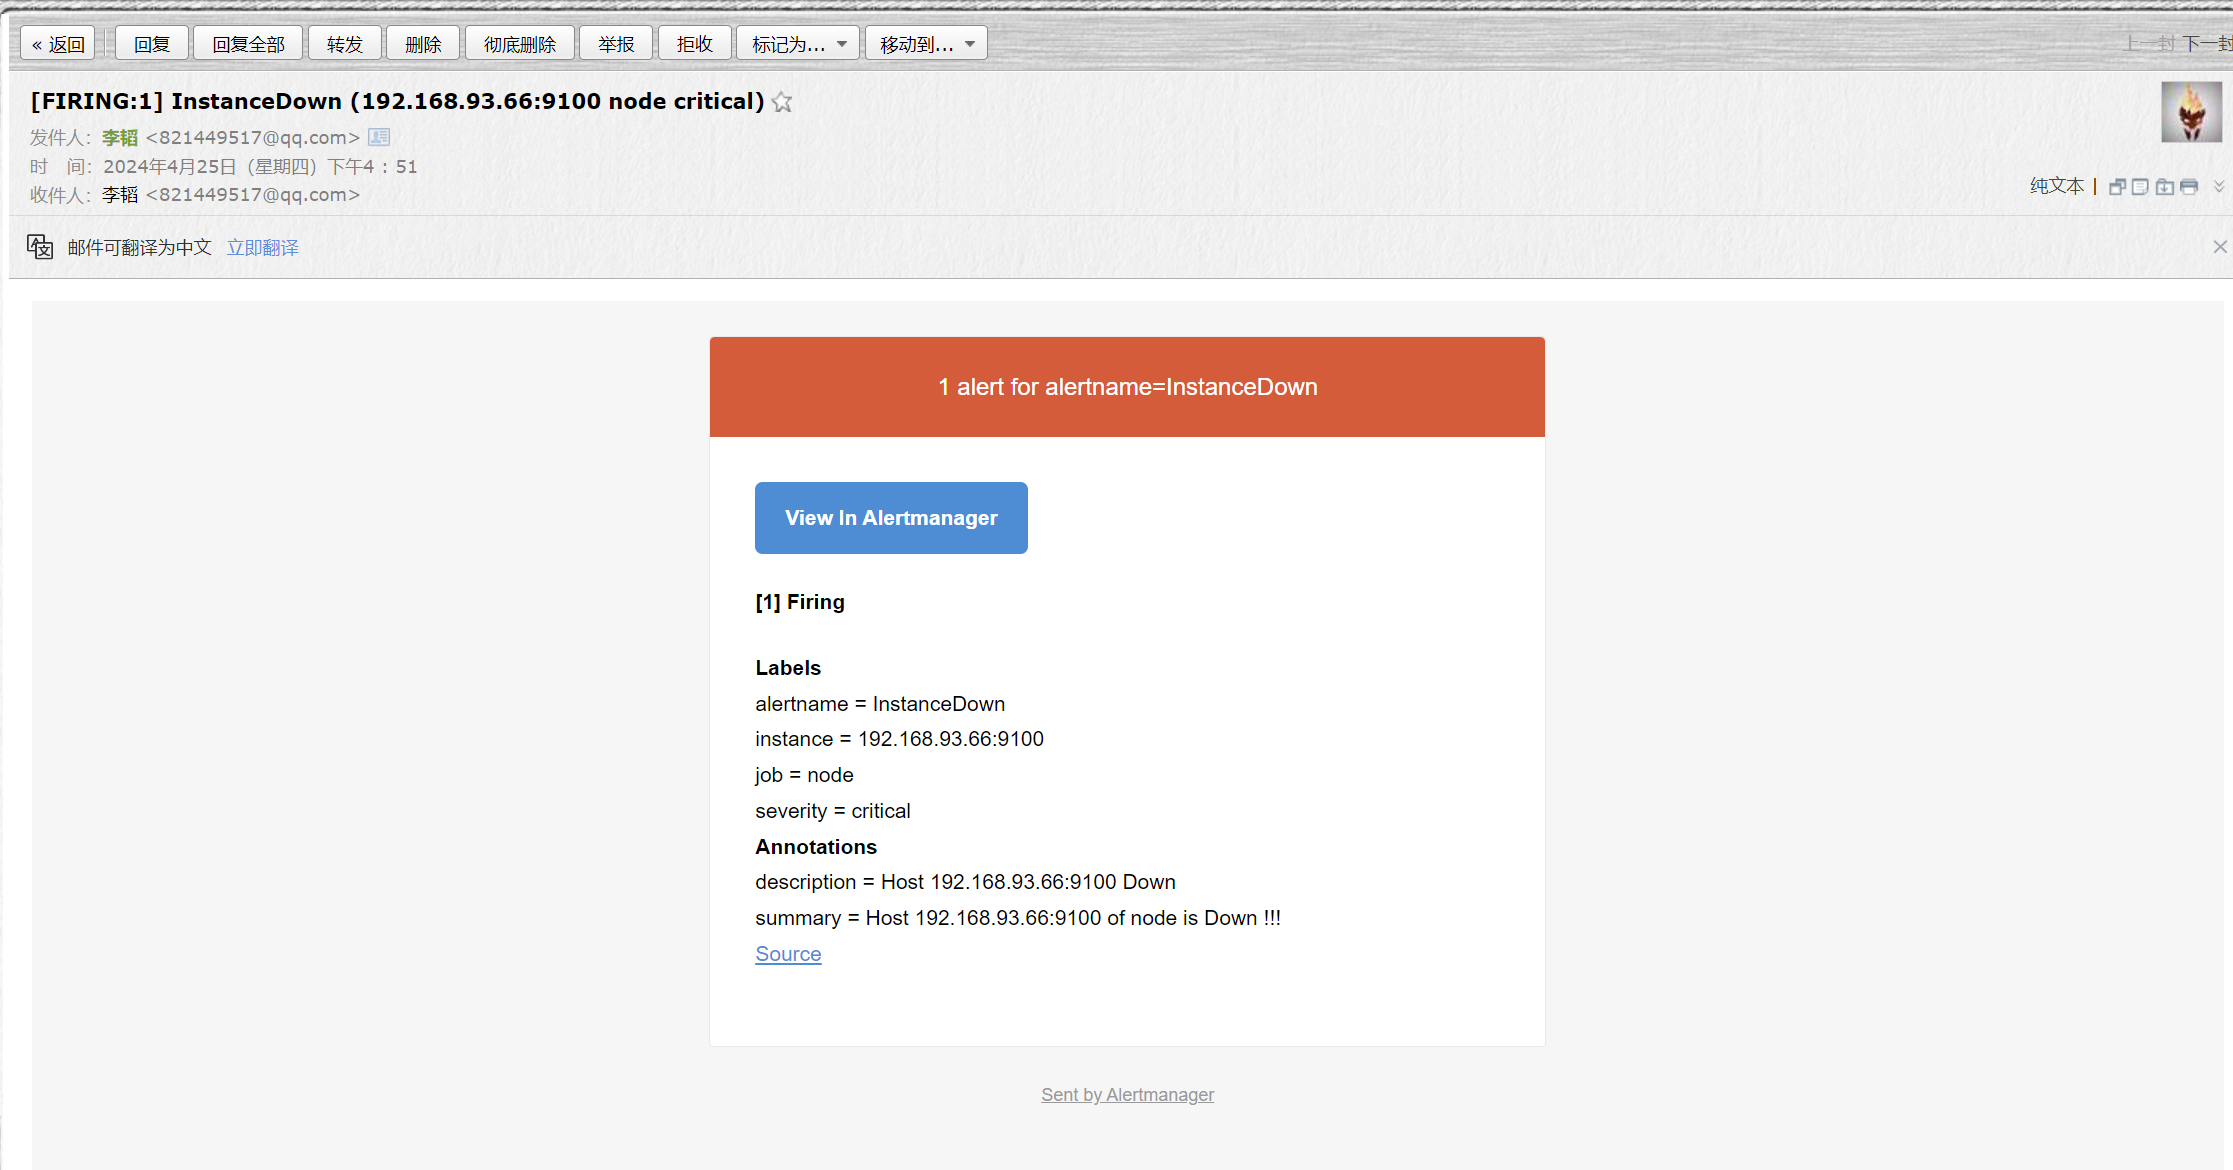 « 返回 回复 回复全部 转发 删除 彻底删除 举报 拒收 标记为... 移动到... 上一封 下一封
[FIRING:1] InstanceDown (192.168.93.66:9100 node critical)
发件人：李韬 <821449517@qq.com>
时　间：2024年4月25日（星期四）下午4：51
收件人：李韬 <821449517@qq.com>
纯文本 |
邮件可翻译为中文 立即翻译
1 alert for alertname=InstanceDown
View In Alertmanager
[1] Firing
Labels
alertname = InstanceDown
instance = 192.168.93.66:9100
job = node
severity = critical
Annotations
description = Host 192.168.93.66:9100 Down
summary = Host 192.168.93.66:9100 of node is Down !!!
Source
Sent by Alertmanager